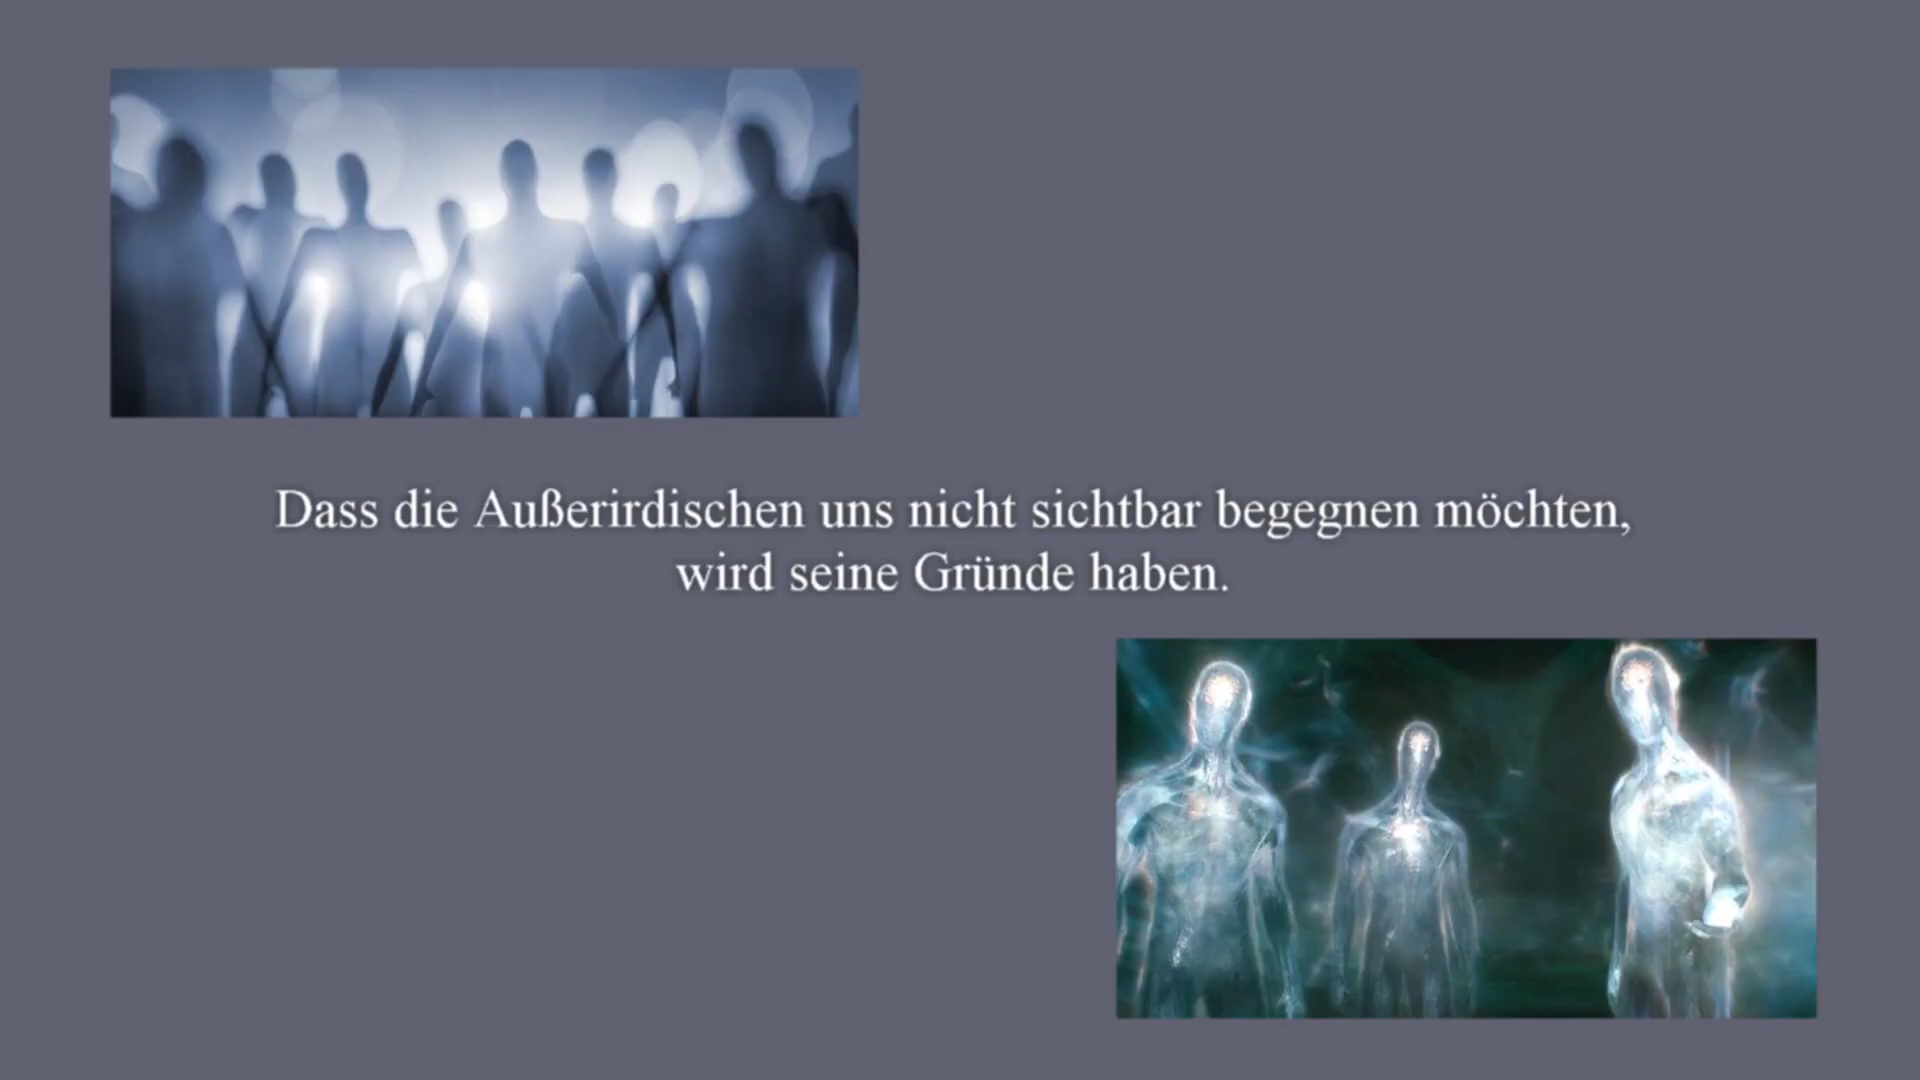 Dass die Außerirdischen uns nicht sichtbar begegnen möchten,
wird seine Gründe haben.